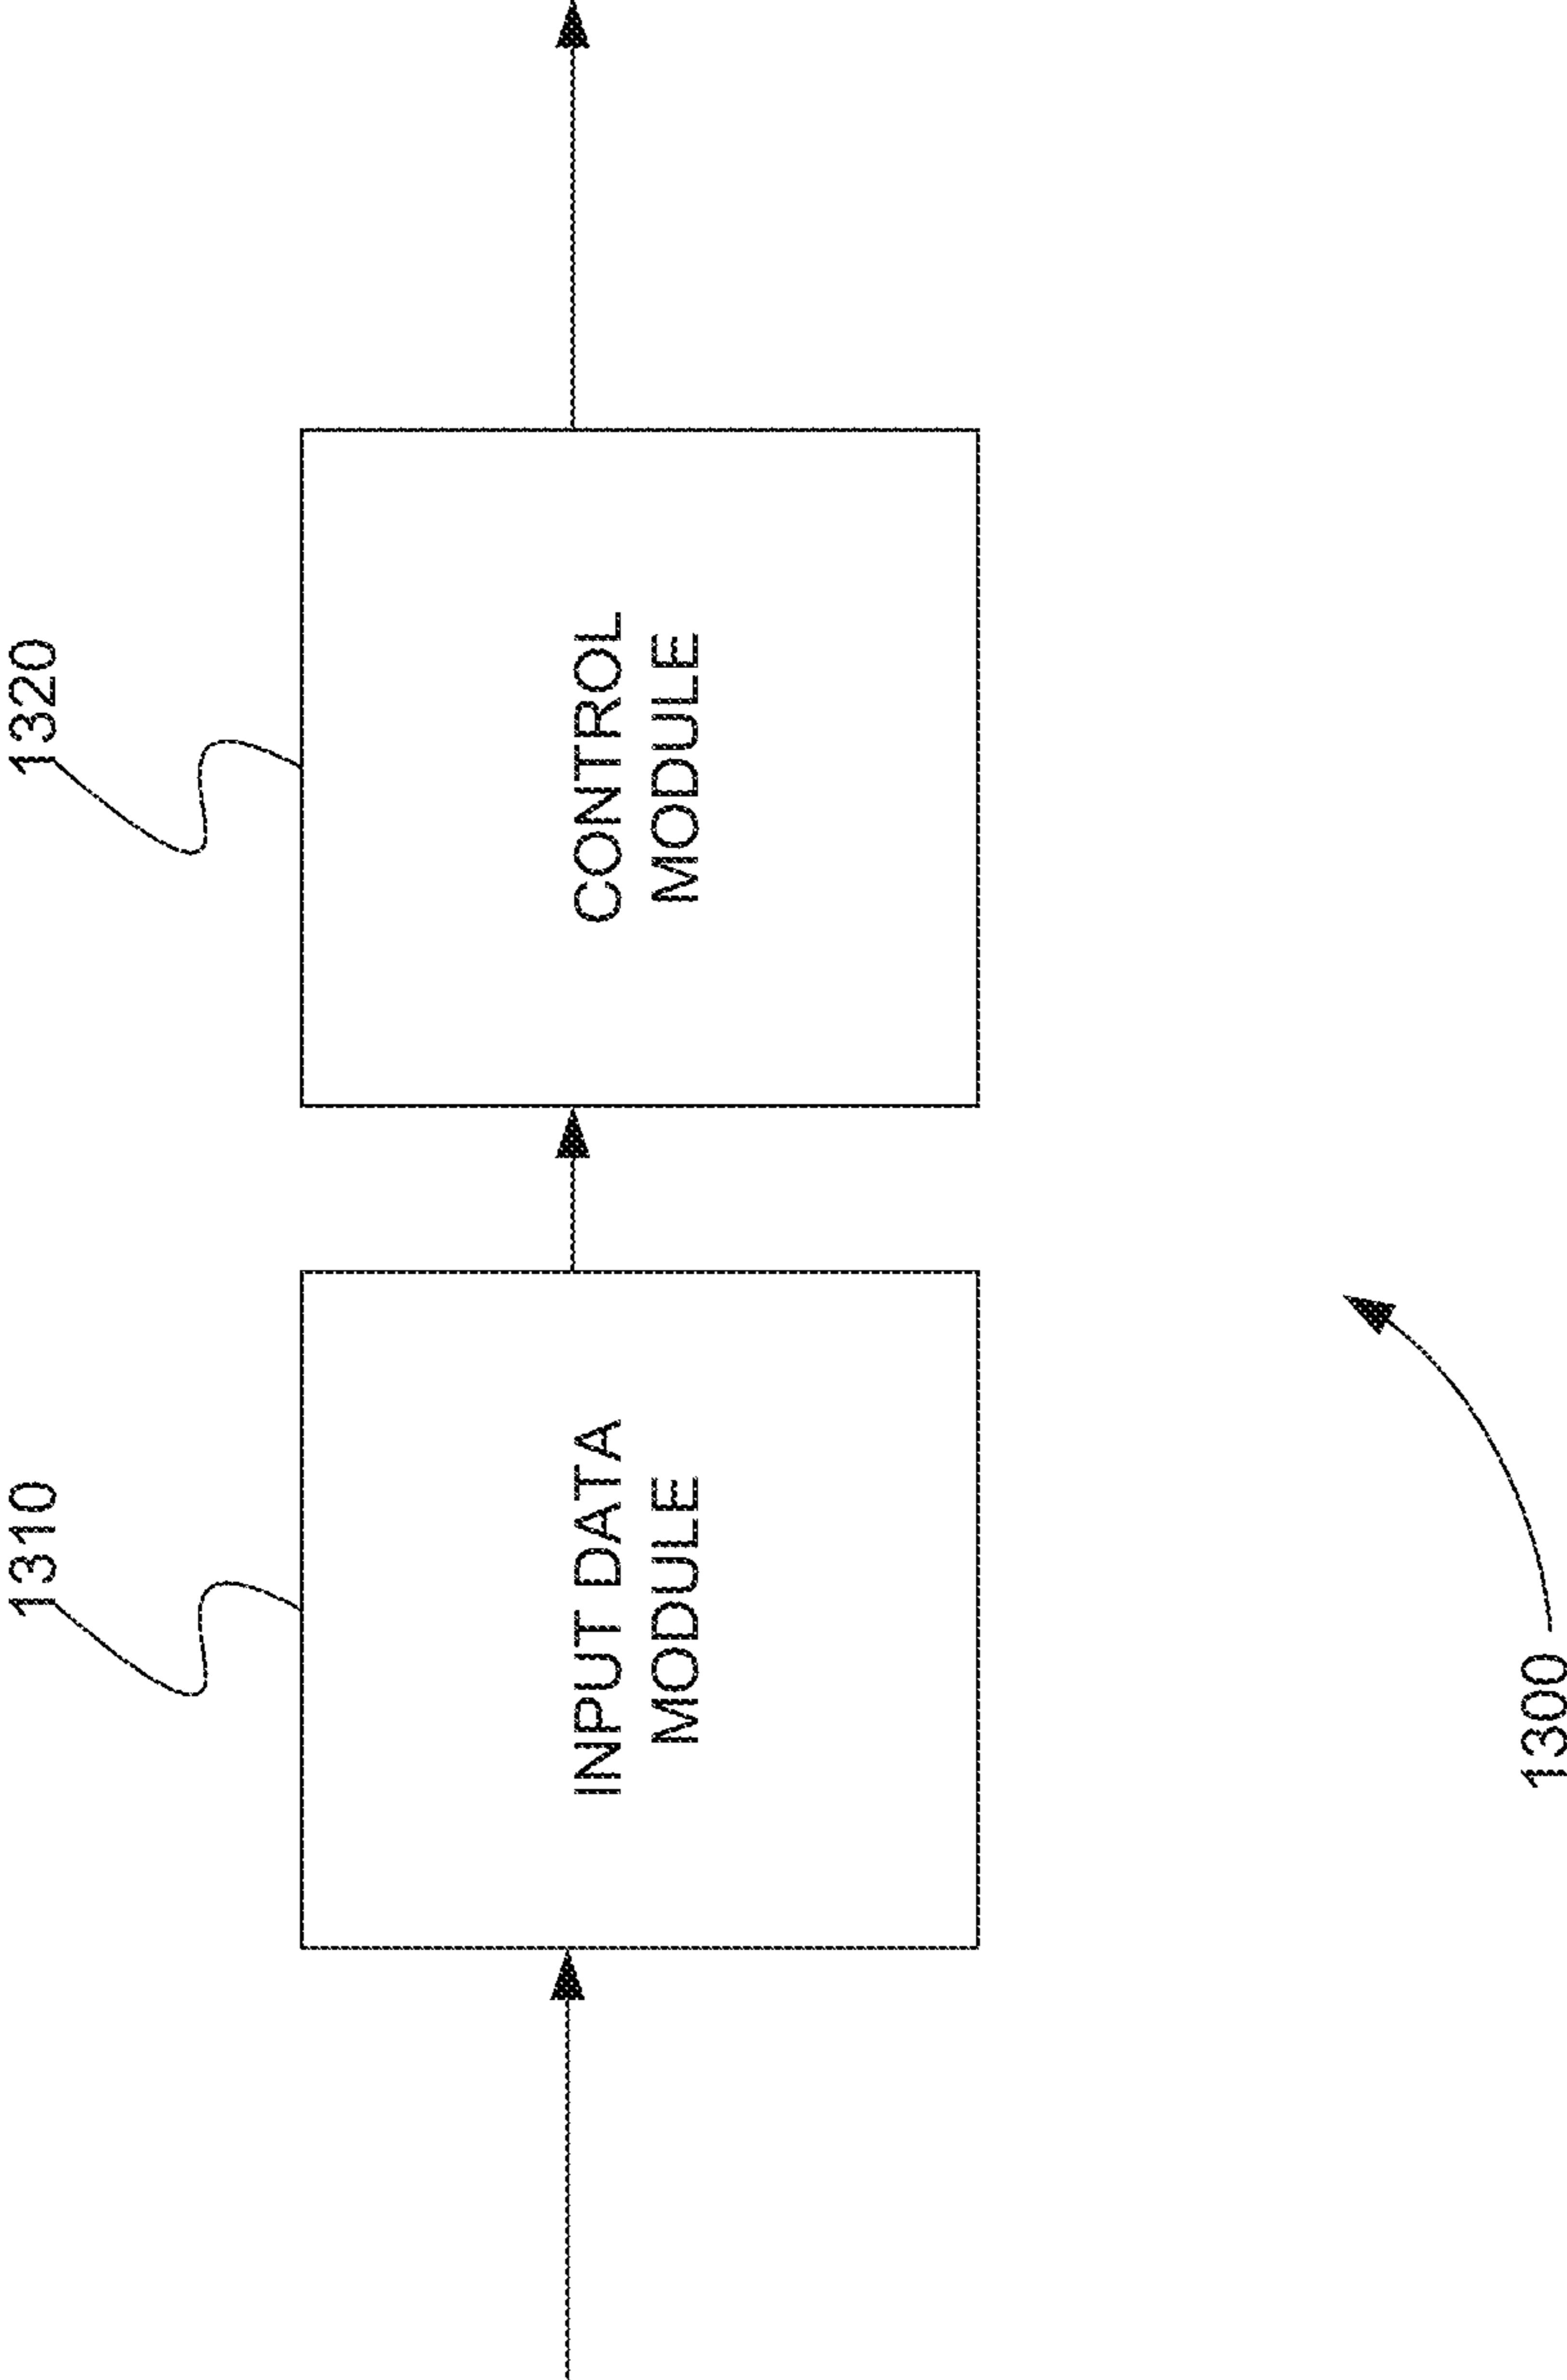 1310
1320
INPUT DATA
MODULE
CONTROL
MODULE
1300